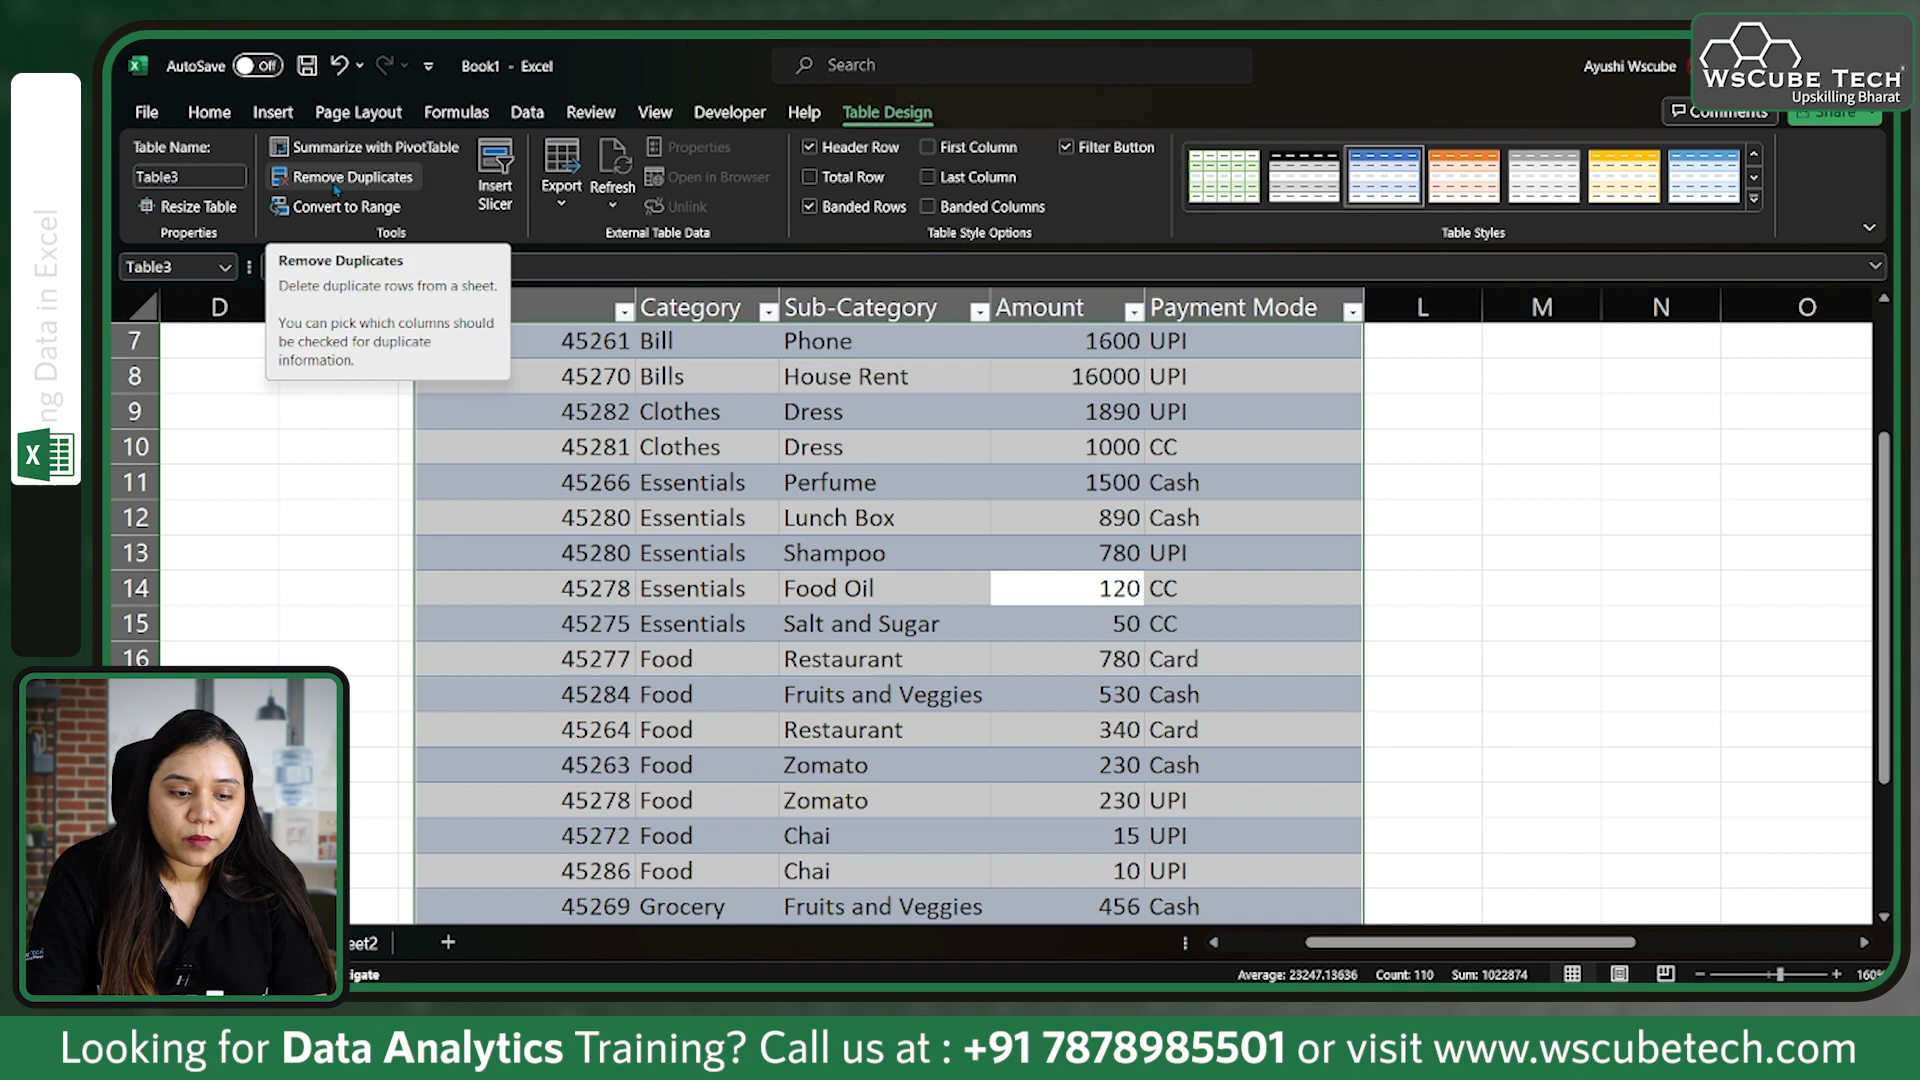 AutoSave Off Book1 - Excel Search Ayushi Wscube
WsCube Tech
Upskilling Bharat
File Home Insert Page Layout Formulas Data Review View Developer Help Table Design Comments Share
Table Name:
Table3
Resize Table
Properties
Summarize with PivotTable
Remove Duplicates
Convert to Range
Tools
Insert
Slicer
Export
Refresh
Properties
Open in Browser
Unlink
External Table Data
Header Row First Column Filter Button
Total Row Last Column
Banded Rows Banded Columns
Table Style Options
Table Styles
Table3
Remove Duplicates
Delete duplicate rows from a sheet.
You can pick which columns should
be checked for duplicate
information.
D Category Sub-Category Amount Payment Mode L M N O
7 45261 Bill Phone 1600 UPI
8 45270 Bills House Rent 16000 UPI
9 45282 Clothes Dress 1890 UPI
10 45281 Clothes Dress 1000 CC
11 45266 Essentials Perfume 1500 Cash
12 45280 Essentials Lunch Box 890 Cash
13 45280 Essentials Shampoo 780 UPI
14 45278 Essentials Food Oil 120 CC
15 45275 Essentials Salt and Sugar 50 CC
16 45277 Food Restaurant 780 Card
45284 Food Fruits and Veggies 530 Cash
45264 Food Restaurant 340 Card
45263 Food Zomato 230 Cash
45278 Food Zomato 230 UPI
45272 Food Chai 15 UPI
45286 Food Chai 10 UPI
45269 Grocery Fruits and Veggies 456 Cash
eet2
igate Average: 23247.13636 Count: 110 Sum: 1022874 160%
ng Data in Excel
X
Looking for Data Analytics Training? Call us at : +91 7878985501 or visit www.wscubetech.com